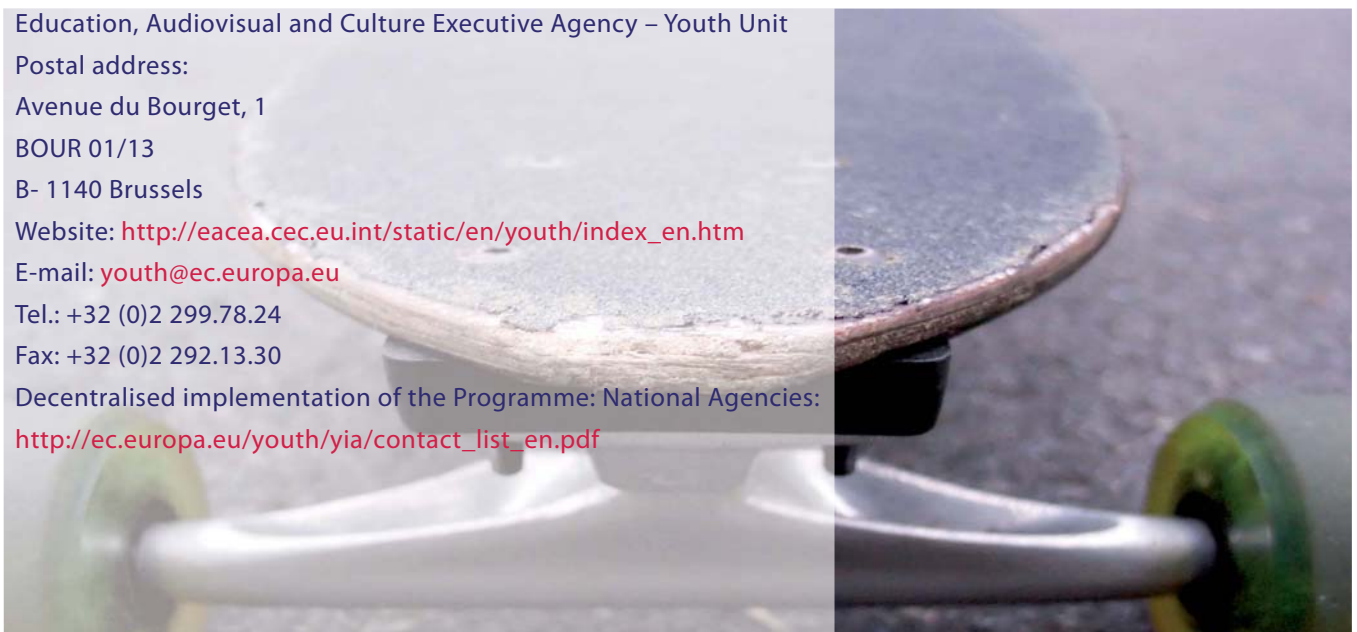 Education, Audiovisual and Culture Executive Agency – Youth Unit
Postal address:
Avenue du Bourget, 1
BOUR 01/13
B- 1140 Brussels
Website: http://eacea.cec.eu.int/static/en/youth/index_en.htm
E-mail: youth@ec.europa.eu
Tel.: +32 (0)2 299.78.24
Fax: +32 (0)2 292.13.30
Decentralised implementation of the Programme: National Agencies:
http://ec.europa.eu/youth/yia/contact_list_en.pdf